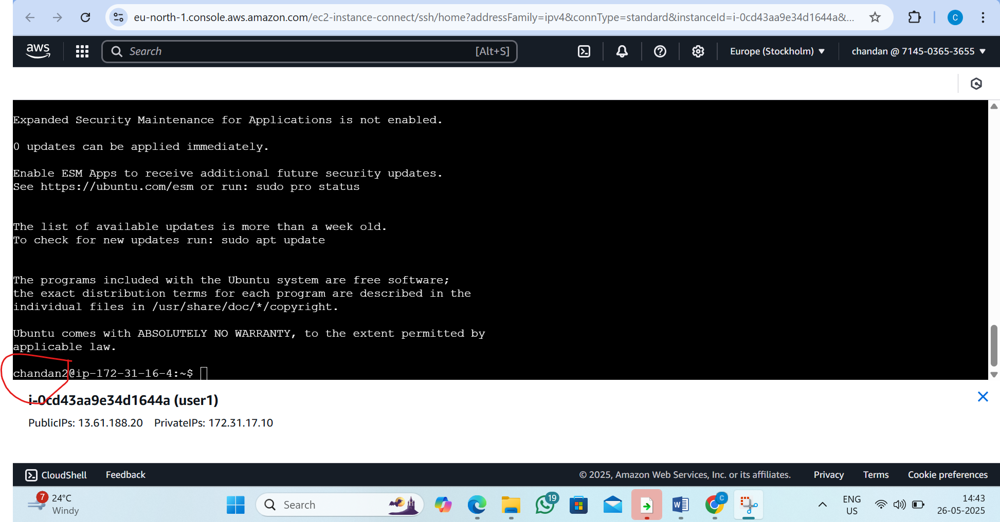 eu-north-1.console.aws.amazon.com/ec2-instance-connect/ssh/home?addressFamily=ipv4&connType=standard&instanceId=i-0cd43aa9e34d1644a&...
C
aws
Search [Alt+S]
Europe (Stockholm)
chandan @ 7145-0365-3655
Expanded Security Maintenance for Applications is not enabled.
0 updates can be applied immediately.
Enable ESM Apps to receive additional future security updates.
See https://ubuntu.com/esm or run: sudo pro status
The list of available updates is more than a week old.
To check for new updates run: sudo apt update
The programs included with the Ubuntu system are free software;
the exact distribution terms for each program are described in the
individual files in /usr/share/doc/*/copyright.
Ubuntu comes with ABSOLUTELY NO WARRANTY, to the extent permitted by
applicable law.
chandan2@ip-172-31-16-4:~$
i-0cd43aa9e34d1644a (user1)
PublicIPs: 13.61.188.20 PrivateIPs: 172.31.17.10
CloudShell Feedback © 2025, Amazon Web Services, Inc. or its affiliates. Privacy Terms Cookie preferences
7
24°C
Windy
Search
19
W
C
ENG
US
14:43
26-05-2025